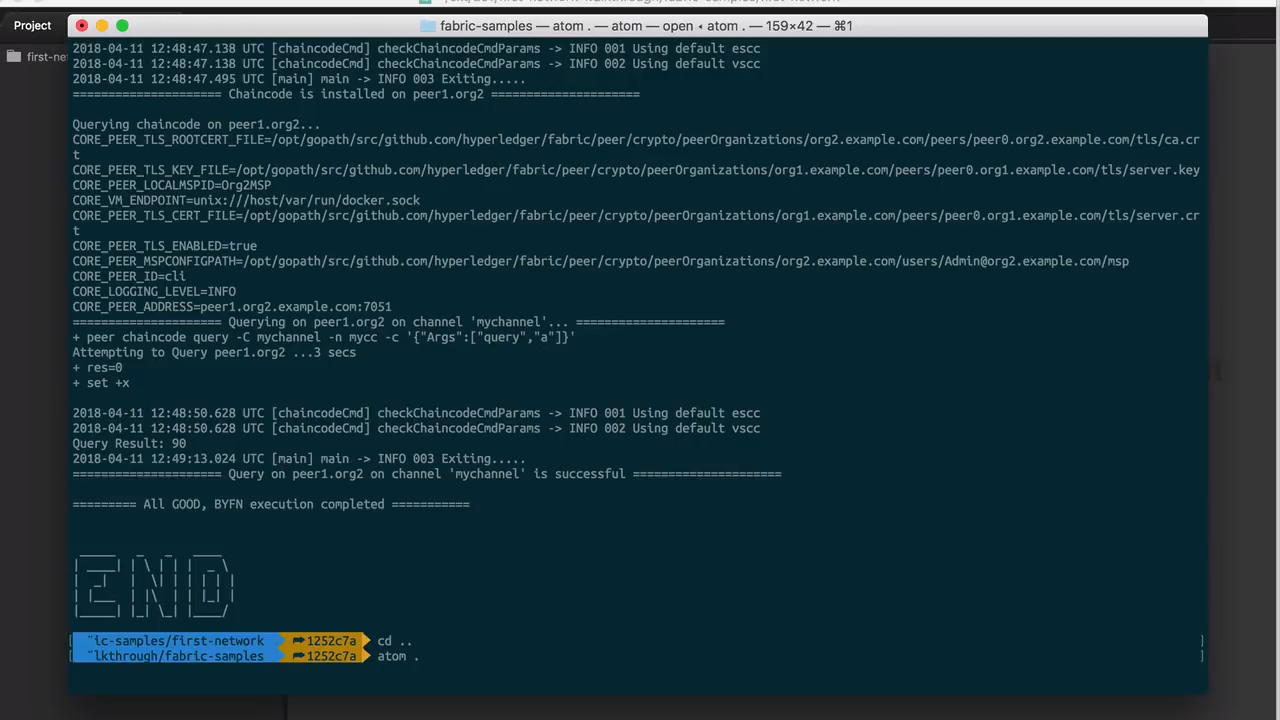 Project
fabric-samples — atom . — atom — open ◂ atom . — 159×42 — ⌘1
first-ne
2018-04-11 12:48:47.138 UTC [chaincodeCmd] checkChaincodeCmdParams -> INFO 001 Using default escc
2018-04-11 12:48:47.138 UTC [chaincodeCmd] checkChaincodeCmdParams -> INFO 002 Using default vscc
2018-04-11 12:48:47.495 UTC [main] main -> INFO 003 Exiting.....
===================== Chaincode is installed on peer1.org2 =====================
Querying chaincode on peer1.org2...
CORE_PEER_TLS_ROOTCERT_FILE=/opt/gopath/src/github.com/hyperledger/fabric/peer/crypto/peerOrganizations/org2.example.com/peers/peer0.org2.example.com/tls/ca.cr
t
CORE_PEER_TLS_KEY_FILE=/opt/gopath/src/github.com/hyperledger/fabric/peer/crypto/peerOrganizations/org1.example.com/peers/peer0.org1.example.com/tls/server.key
CORE_PEER_LOCALMSPID=Org2MSP
CORE_VM_ENDPOINT=unix:///host/var/run/docker.sock
CORE_PEER_TLS_CERT_FILE=/opt/gopath/src/github.com/hyperledger/fabric/peer/crypto/peerOrganizations/org1.example.com/peers/peer0.org1.example.com/tls/server.cr
t
CORE_PEER_TLS_ENABLED=true
CORE_PEER_MSPCONFIGPATH=/opt/gopath/src/github.com/hyperledger/fabric/peer/crypto/peerOrganizations/org2.example.com/users/Admin@org2.example.com/msp
CORE_PEER_ID=cli
CORE_LOGGING_LEVEL=INFO
CORE_PEER_ADDRESS=peer1.org2.example.com:7051
===================== Querying on peer1.org2 on channel 'mychannel'... =====================
+ peer chaincode query -C mychannel -n mycc -c '{"Args":["query","a"]}'
Attempting to Query peer1.org2 ...3 secs
+ res=0
+ set +x
2018-04-11 12:48:50.628 UTC [chaincodeCmd] checkChaincodeCmdParams -> INFO 001 Using default escc
2018-04-11 12:48:50.628 UTC [chaincodeCmd] checkChaincodeCmdParams -> INFO 002 Using default vscc
Query Result: 90
2018-04-11 12:49:13.024 UTC [main] main -> INFO 003 Exiting.....
===================== Query on peer1.org2 on channel 'mychannel' is successful =====================
========= All GOOD, BYFN execution completed ===========
END
[ ¨ic-samples/first-network ➦ 1252c7a cd .. ]
[ ¨lkthrough/fabric-samples ➦ 1252c7a atom . ]